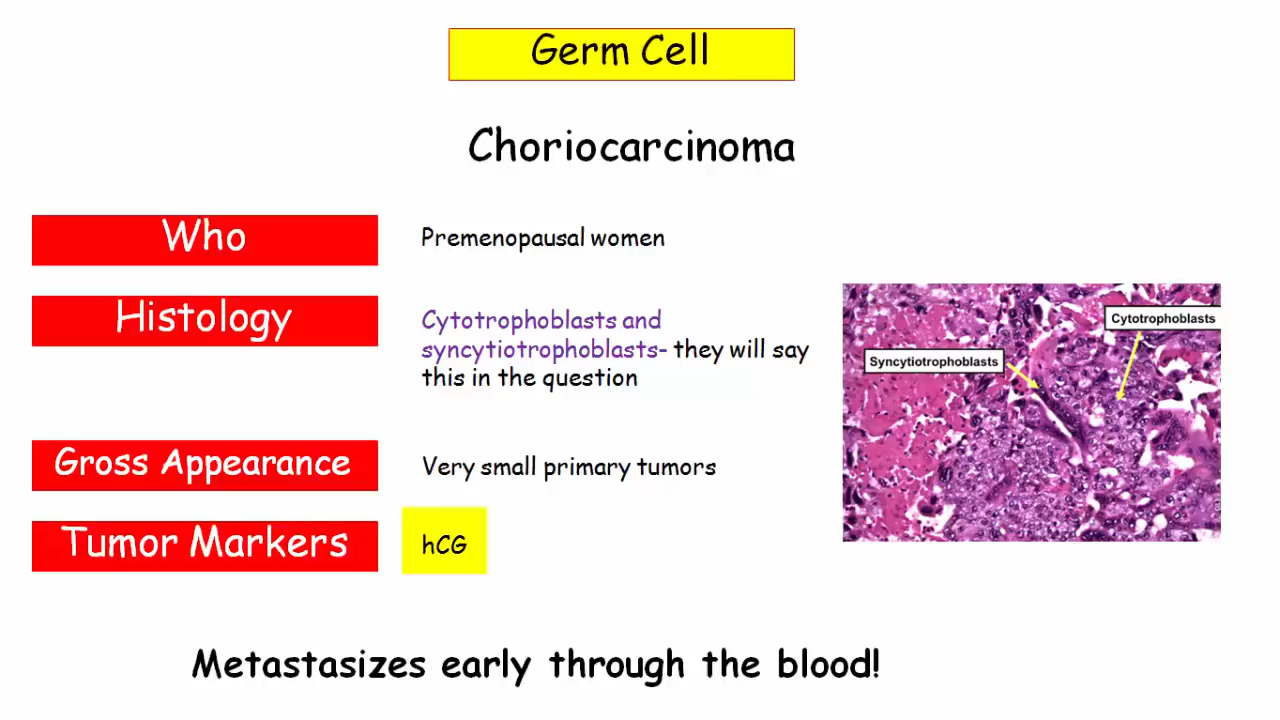 Germ Cell
Choriocarcinoma
Who
Premenopausal women
Histology
Cytotrophoblasts and
syncytiotrophoblasts- they will say
this in the question
Cytotrophoblasts
Syncytiotrophoblasts
Gross Appearance
Very small primary tumors
Tumor Markers
hCG
Metastasizes early through the blood!